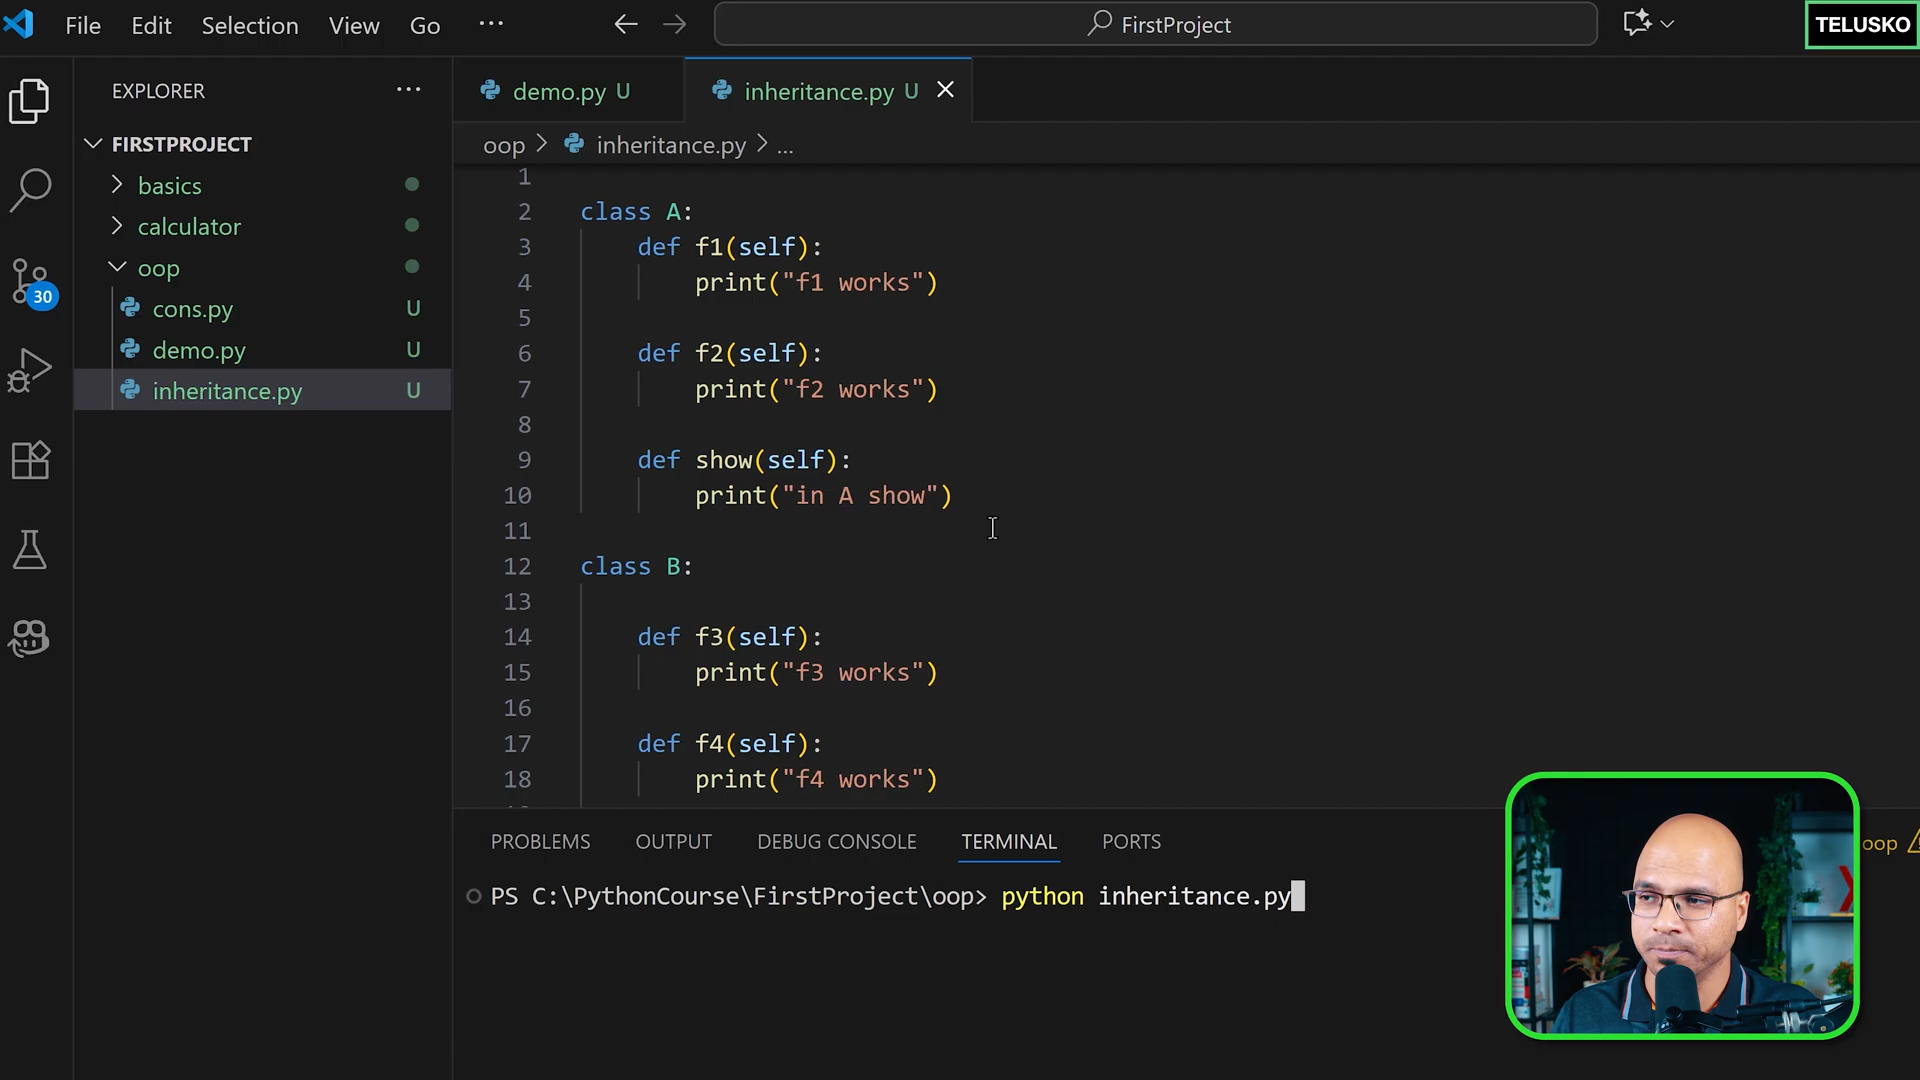 File Edit Selection View Go ...
FirstProject
TELUSKO
EXPLORER ...
FIRSTPROJECT
basics
calculator
oop
cons.py U
demo.py U
inheritance.py U
30
demo.py U inheritance.py U
oop > inheritance.py > ...
1
2 class A:
3 def f1(self):
4 print("f1 works")
5
6 def f2(self):
7 print("f2 works")
8
9 def show(self):
10 print("in A show")
11
12 class B:
13
14 def f3(self):
15 print("f3 works")
16
17 def f4(self):
18 print("f4 works")
PROBLEMS OUTPUT DEBUG CONSOLE TERMINAL PORTS
oop
PS C:\PythonCourse\FirstProject\oop> python inheritance.py